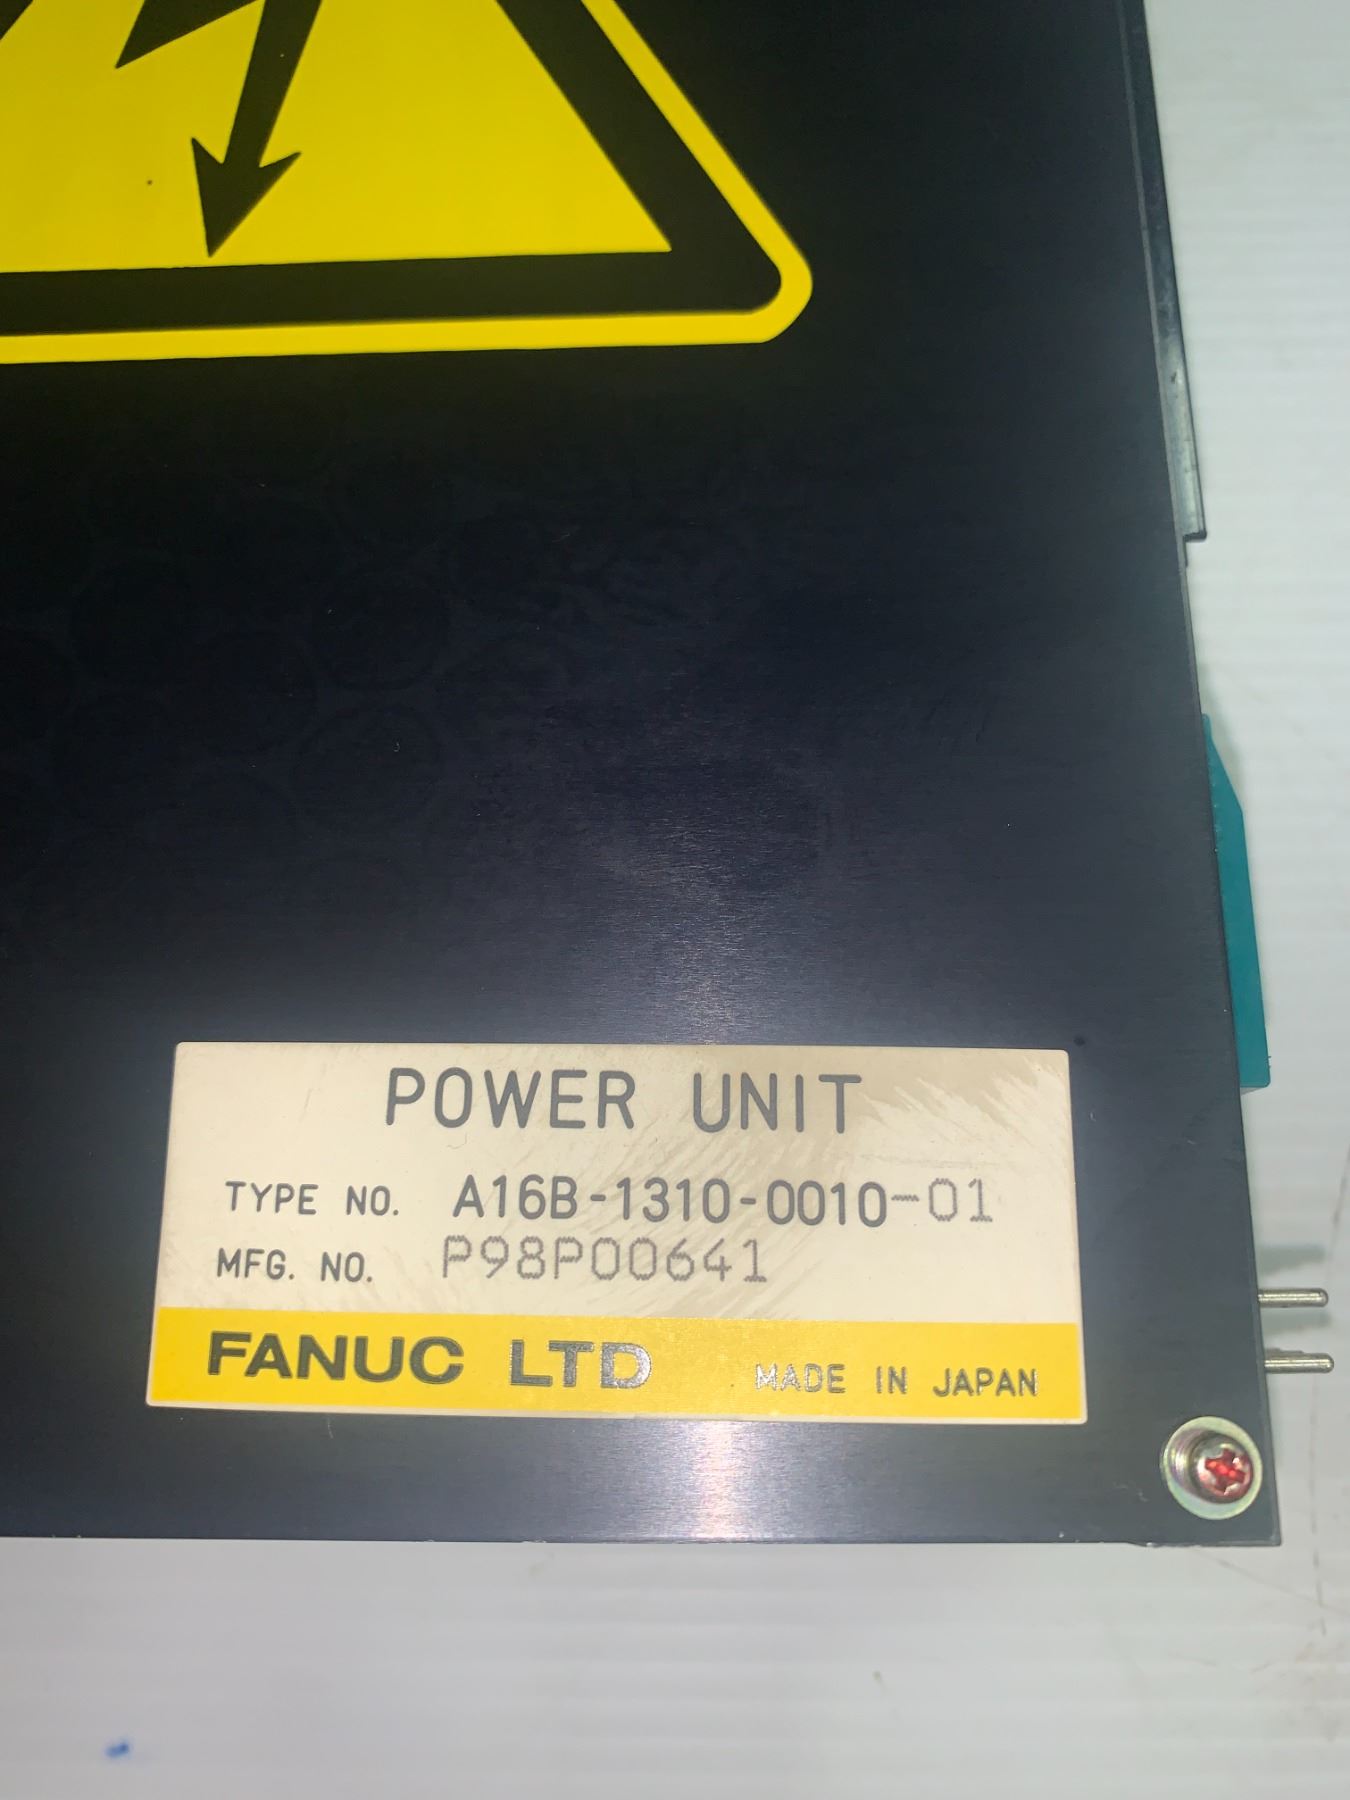 POWER UNIT
TYPE NO. A16B-1310-0010-01
MFG. NO. P98P00641
FANUC LTD MADE IN JAPAN